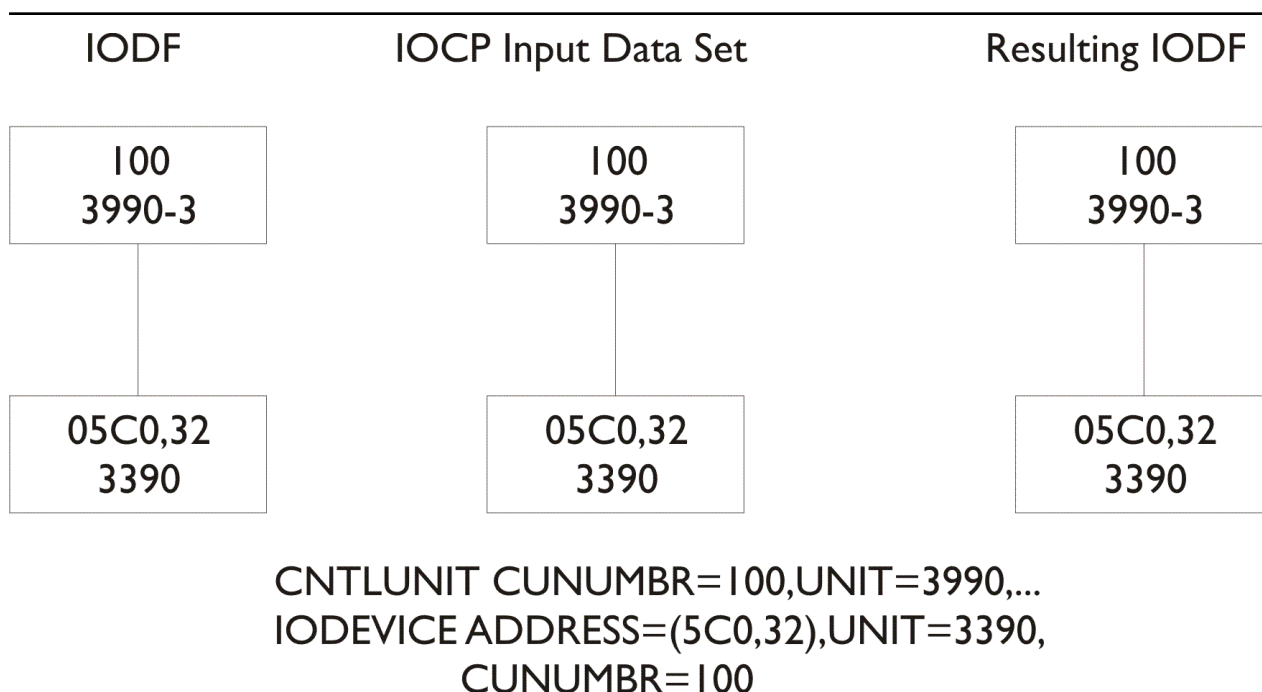 IODF IOCP Input Data Set Resulting IODF
100 100 100
3990-3 3990-3 3990-3
05C0,32 05C0,32 05C0,32
3390 3390 3390
CNTLUNIT CUNUMBR=100,UNIT=3990,...
IODEVICE ADDRESS=(5C0,32),UNIT=3390,
CUNUMBR=100